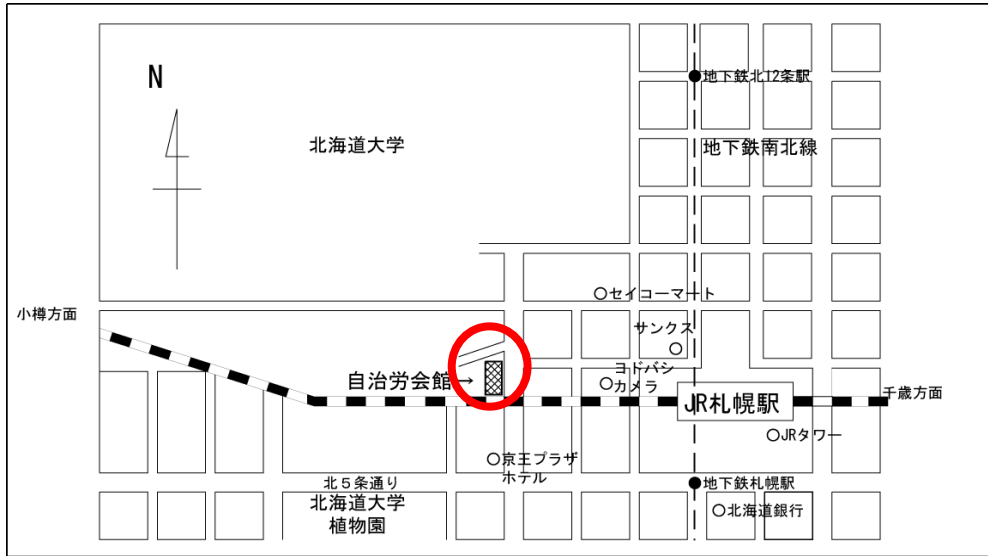 N
地下鉄北12条駅
北海道大学
地下鉄南北線
○セイコーマート
小樽方面
サンクス
○
ヨドバシ
○カメラ
自治労会館→
JR札幌駅
千歳方面
○JRタワー
○京王プラザ
ホテル
北５条通り
地下鉄札幌駅
北海道大学
植物園
○北海道銀行